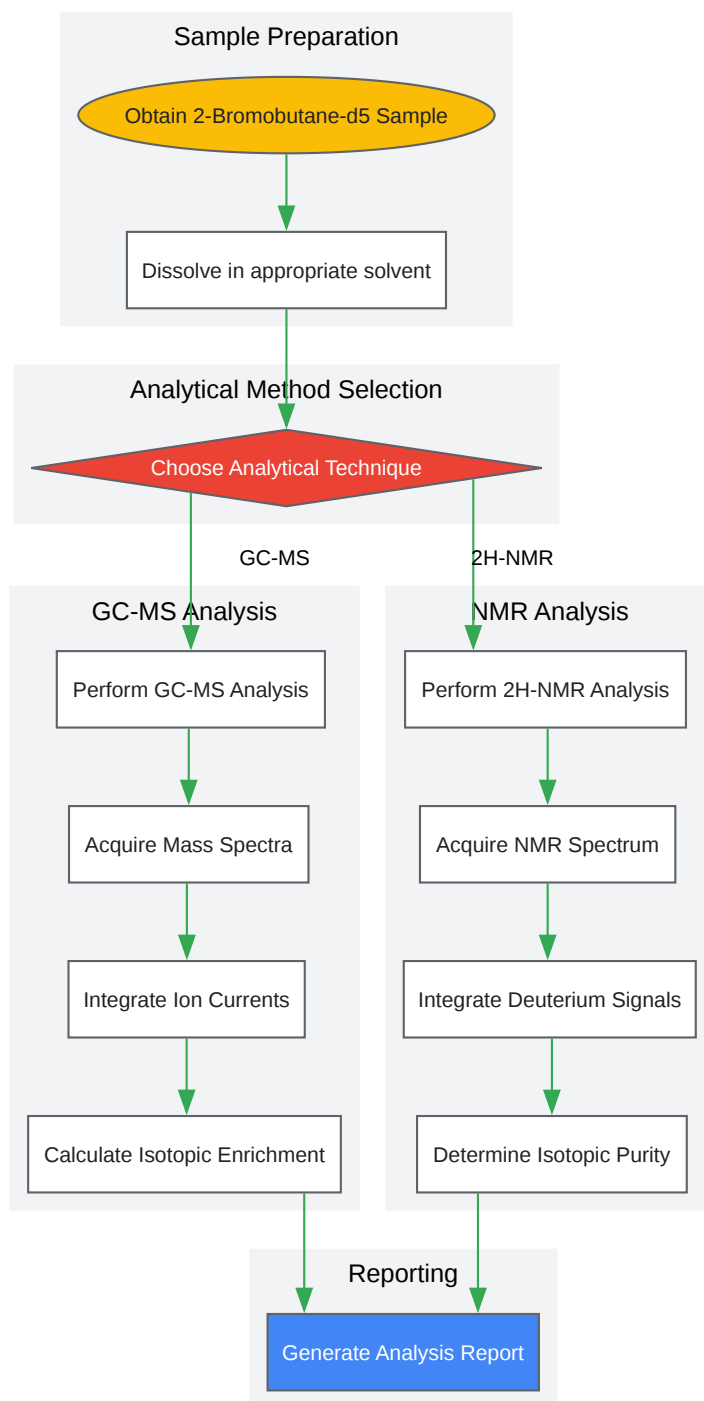 Sample Preparation
Obtain 2-Bromobutane-d5 Sample
Dissolve in appropriate solvent
Analytical Method Selection
Choose Analytical Technique
GC-MS
2H-NMR
GC-MS Analysis
NMR Analysis
Perform GC-MS Analysis
Perform 2H-NMR Analysis
Acquire Mass Spectra
Acquire NMR Spectrum
Integrate Ion Currents
Integrate Deuterium Signals
Calculate Isotopic Enrichment
Determine Isotopic Purity
Reporting
Generate Analysis Report